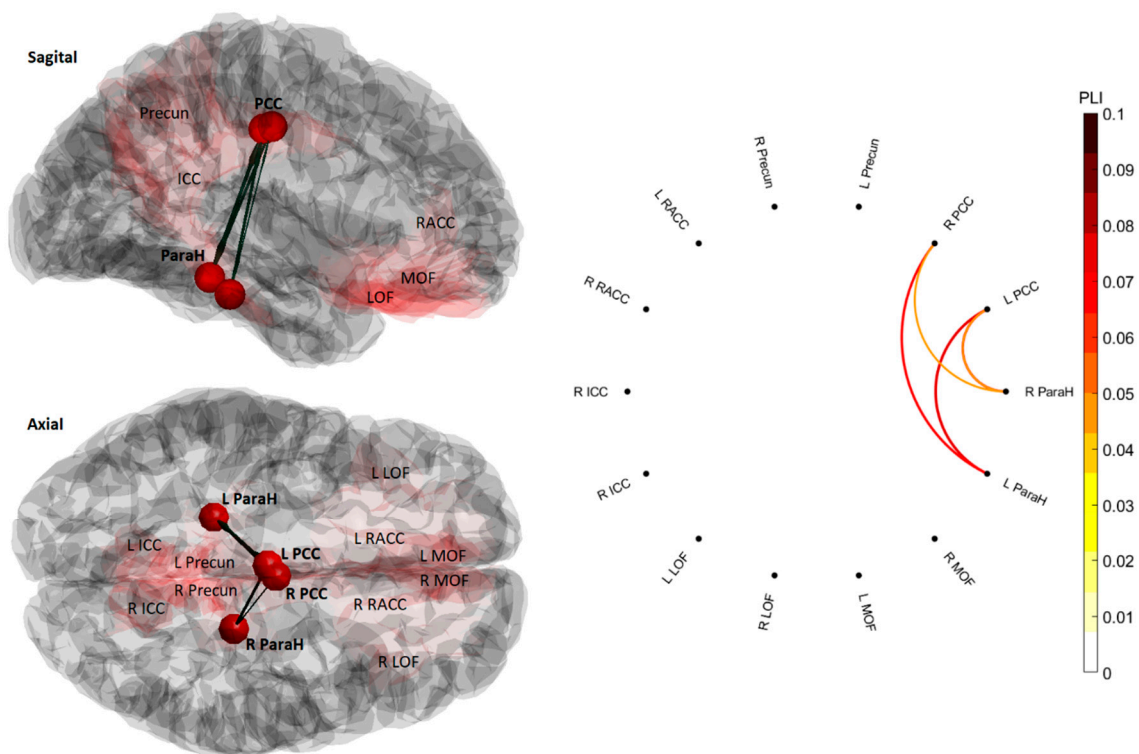 Sagital
PCC
Precun
ICC
RACC
ParaH
MOF
LOF
Axial
L LOF
L ParaH
L RACC
L ICC
L PCC
L MOF
L Precun
R MOF
R Precun
R PCC
R ICC
R RACC
R ParaH
R LOF
R Precun
L Precun
L RACC
R PCC
R RACC
L PCC
R ICC
R ParaH
R ICC
L ParaH
L LOF
R MOF
R LOF
L MOF
PLI
0.1
0.09
0.08
0.07
0.06
0.05
0.04
0.03
0.02
0.01
0